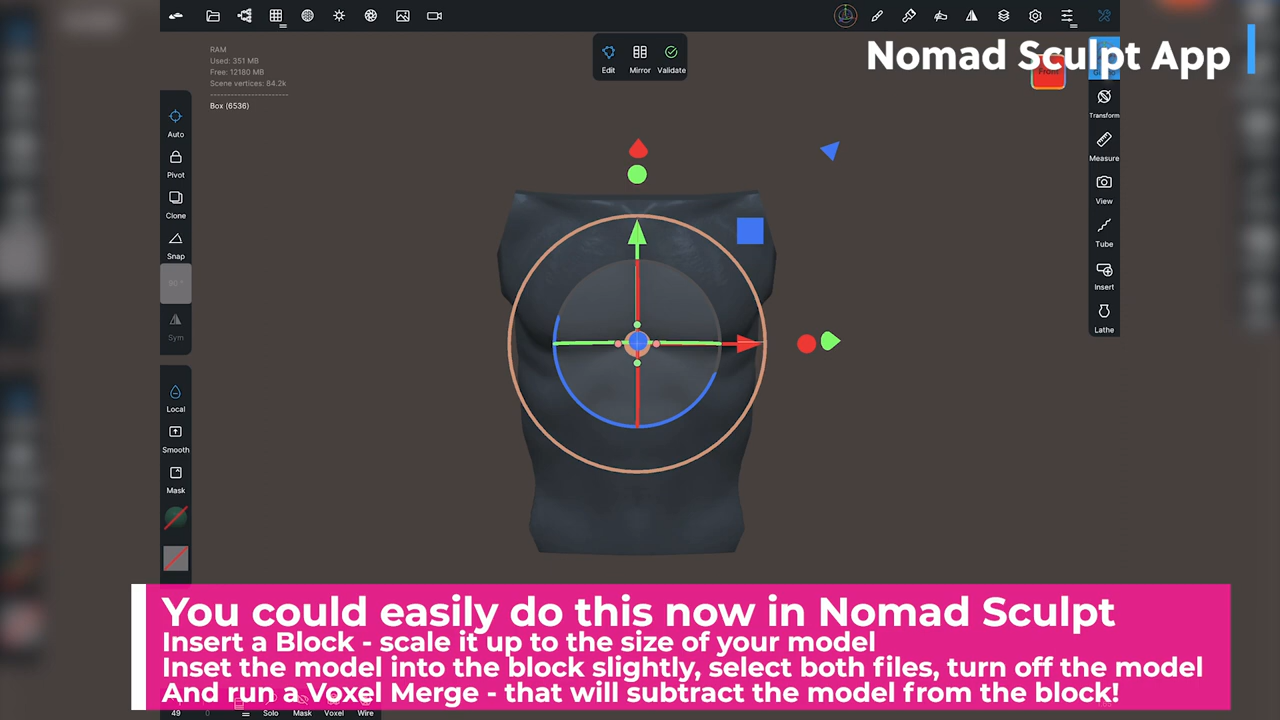 Nomad Sculpt App
RAM
Used: 351 MB
Free: 12180 MB
Scene vertices: 84.2k
Box (6536)
Edit
Mirror
Validate
Front
Auto
Pivot
Clone
Snap
90°
Sym
Local
Smooth
Mask
Transform
Measure
View
Tube
Insert
Lathe
You could easily do this now in Nomad Sculpt
Insert a Block - scale it up to the size of your model
Inset the model into the block slightly, select both files, turn off the model
And run a Voxel Merge - that will subtract the model from the block!
49
Solo
Mask
Voxel
Wire